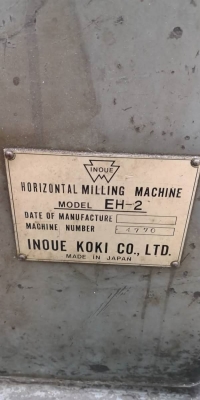 INOUE
HORIZONTAL MILLING MACHINE
MODEL EH-2
DATE OF MANUFACTURE
MACHINE NUMBER 4770
INOUE KOKI CO., LTD.
MADE IN JAPAN